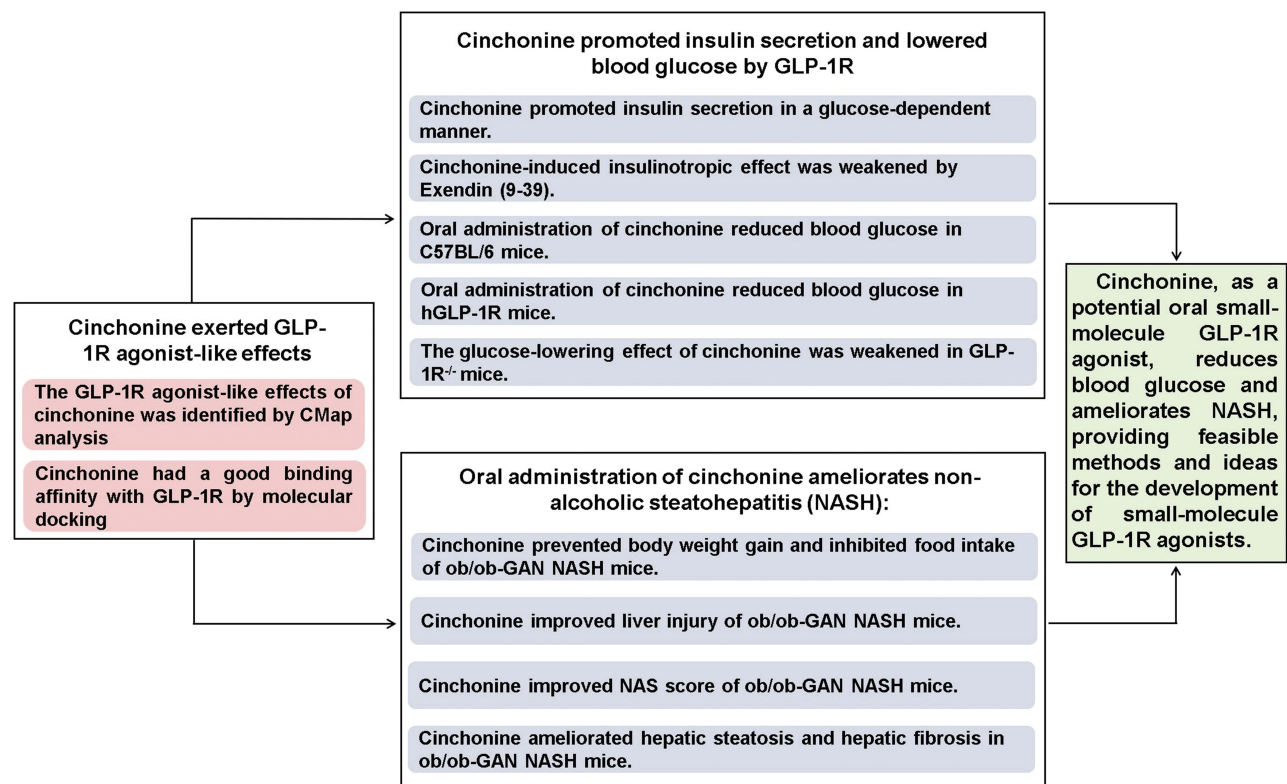 Cinchonine exerted GLP-
1R agonist-like effects
The GLP-1R agonist-like effects of
cinchonine was identified by CMap
analysis
Cinchonine had a good binding
affinity with GLP-1R by molecular
docking
Cinchonine promoted insulin secretion and lowered
blood glucose by GLP-1R
Cinchonine promoted insulin secretion in a glucose-dependent
manner.
Cinchonine-induced insulinotropic effect was weakened by
Exendin (9-39).
Oral administration of cinchonine reduced blood glucose in
C57BL/6 mice.
Oral administration of cinchonine reduced blood glucose in
hGLP-1R mice.
The glucose-lowering effect of cinchonine was weakened in GLP-
1R-/- mice.
Oral administration of cinchonine ameliorates non-
alcoholic steatohepatitis (NASH):
Cinchonine prevented body weight gain and inhibited food intake
of ob/ob-GAN NASH mice.
Cinchonine improved liver injury of ob/ob-GAN NASH mice.
Cinchonine improved NAS score of ob/ob-GAN NASH mice.
Cinchonine ameliorated hepatic steatosis and hepatic fibrosis in
ob/ob-GAN NASH mice.
Cinchonine, as a
potential oral small-
molecule GLP-1R
agonist, reduces
blood glucose and
ameliorates NASH,
providing feasible
methods and ideas
for the development
of small-molecule
GLP-1R agonists.